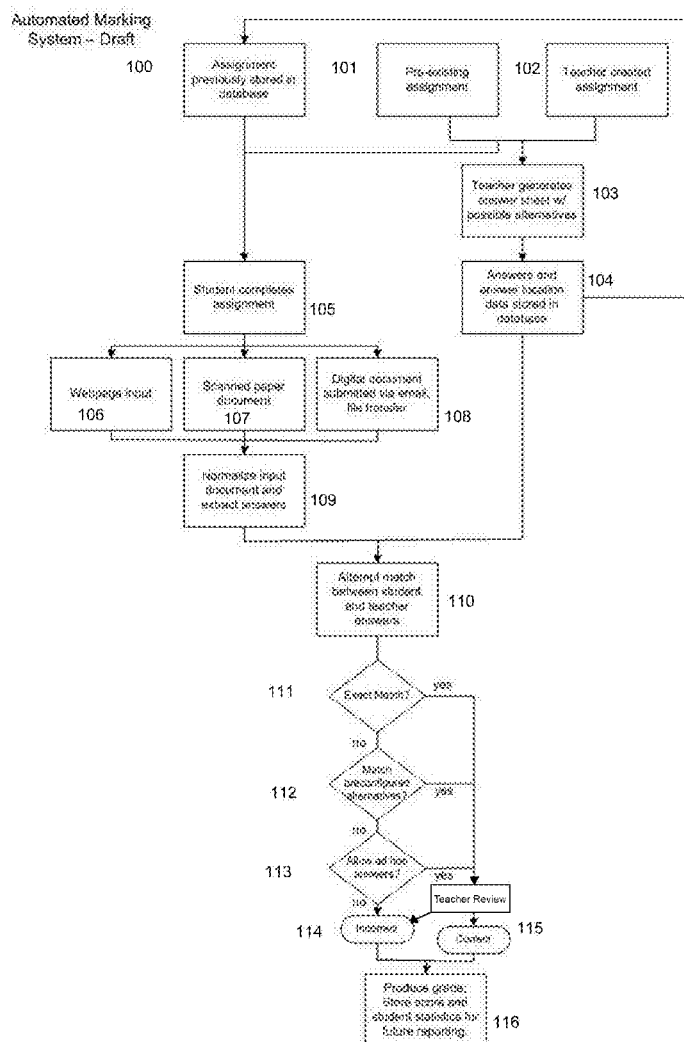 Automated Marking
System – Draft
100
Assignment
previously stored in
database
101
Pre-existing
assignment
102
Teacher created
assignment
Teacher generates
answer sheet w/
possible alternatives
103
Answers and
answer location
data stored in
database
104
Student completes
assignment
105
Webpage input
106
Scanned paper
document
107
Digital document
submitted via email,
file transfer
108
Normalize input
document and
extract answers
109
Attempt match
between student
and teacher
answers
110
111
Exact Match?
yes
no
112
Match
preconfigured
alternatives?
yes
no
113
Allow ad hoc
answers?
yes
no
Teacher Review
114
Incorrect
Correct
115
Produce grade;
Store score and
student statistics for
future reporting.
116